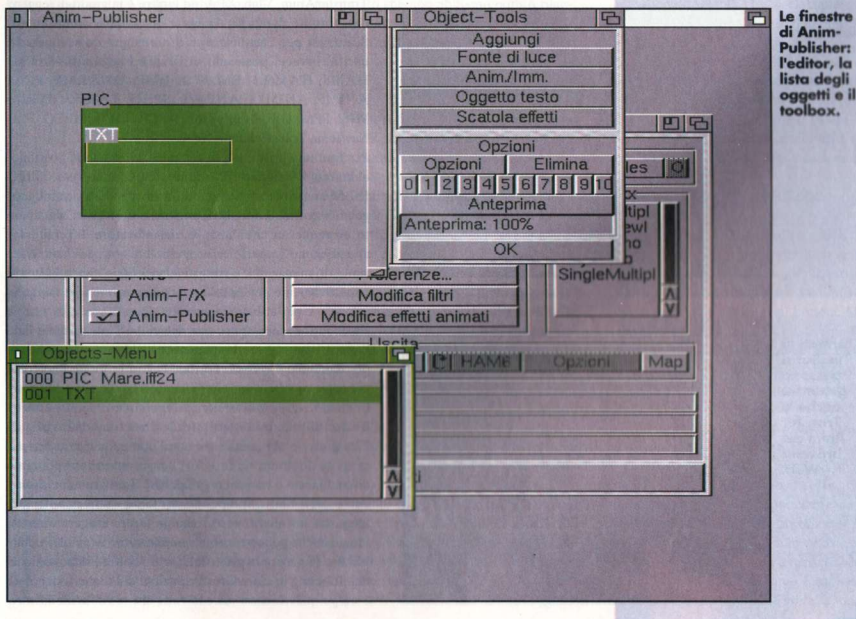 Anim-Publisher
PIC
TXT
Object-Tools
Aggiungi
Fonte di luce
Anim./Imm.
Oggetto testo
Scatola effetti
Opzioni
Opzioni Elimina
0 1 2 3 4 5 6 7 8 9 10
Anteprima
Anteprima: 100%
OK
SingleMultipl
Anim-F/X
Anim-Publisher
Modifica filtri
Modifica effetti animati
Uscita
HAM8 Opzioni... Map
Objects-Menu
000 PIC Mare.iff24
001 TXT
Le finestre
di Anim-
Publisher:
l'editor, la
lista degli
oggetti e il
toolbox.